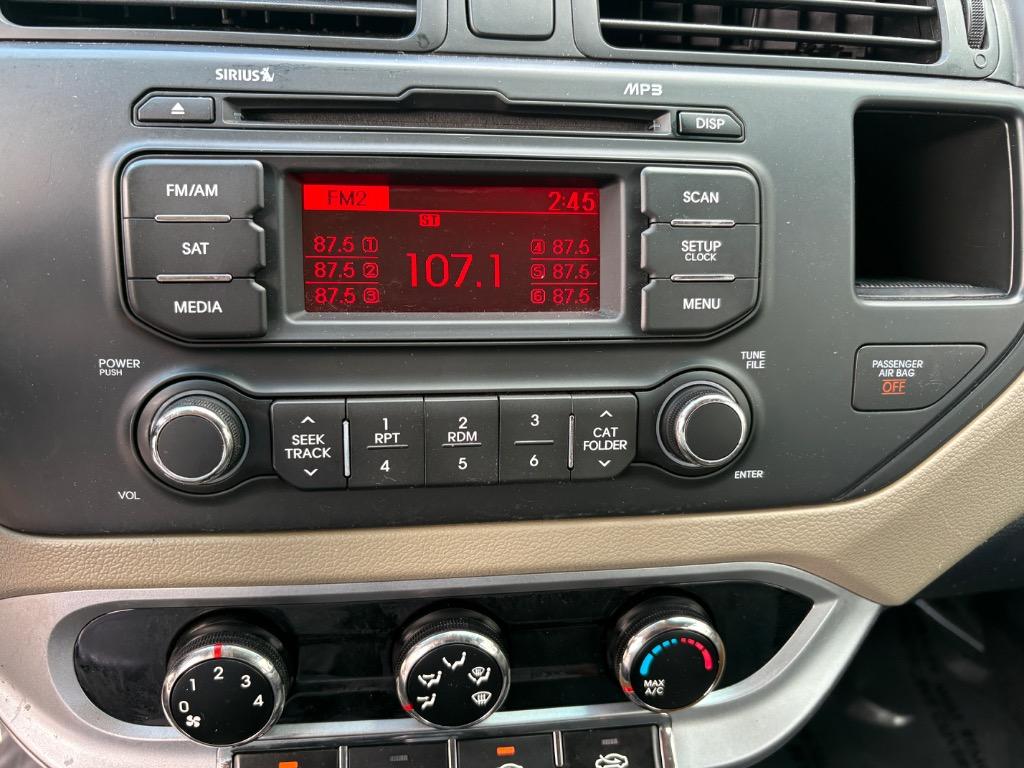 SIRIUS
MP3
DISP
FM/AM
SAT
MEDIA
FM2 2:45
ST
87.5 1 4 87.5
87.5 2 107.1 5 87.5
87.5 3 6 87.5
SCAN
SETUP
CLOCK
MENU
POWER
PUSH
VOL
SEEK
TRACK
1 RPT 4
2 RDM 5
3 6
CAT
FOLDER
TUNE
FILE
ENTER
PASSENGER
AIR BAG
OFF
0 1 2 3 4
MAX
A/C